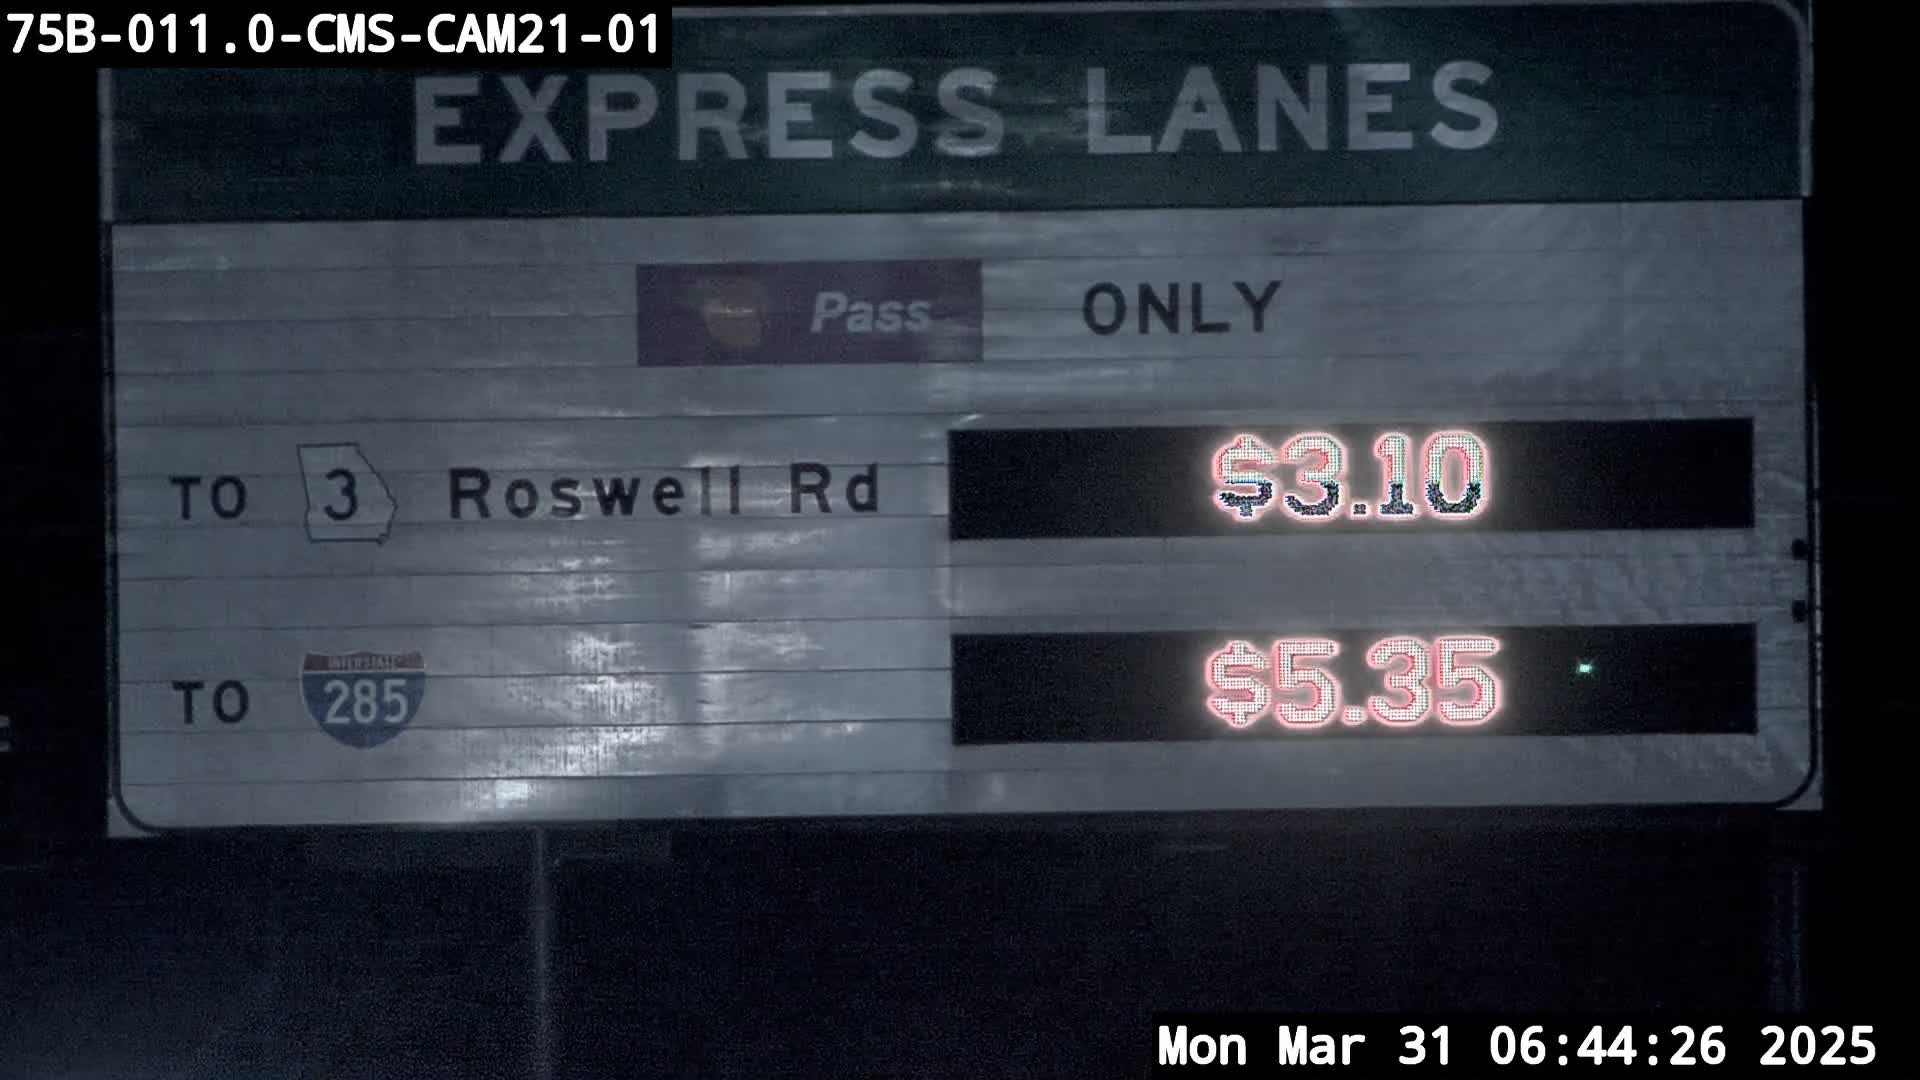 75B-011.0-CMS-CAM21-01
EXPRESS LANES
Pass ONLY
TO 3 Roswell Rd $3.10
TO INTERSTATE 285 $5.35
Mon Mar 31 06:44:26 2025